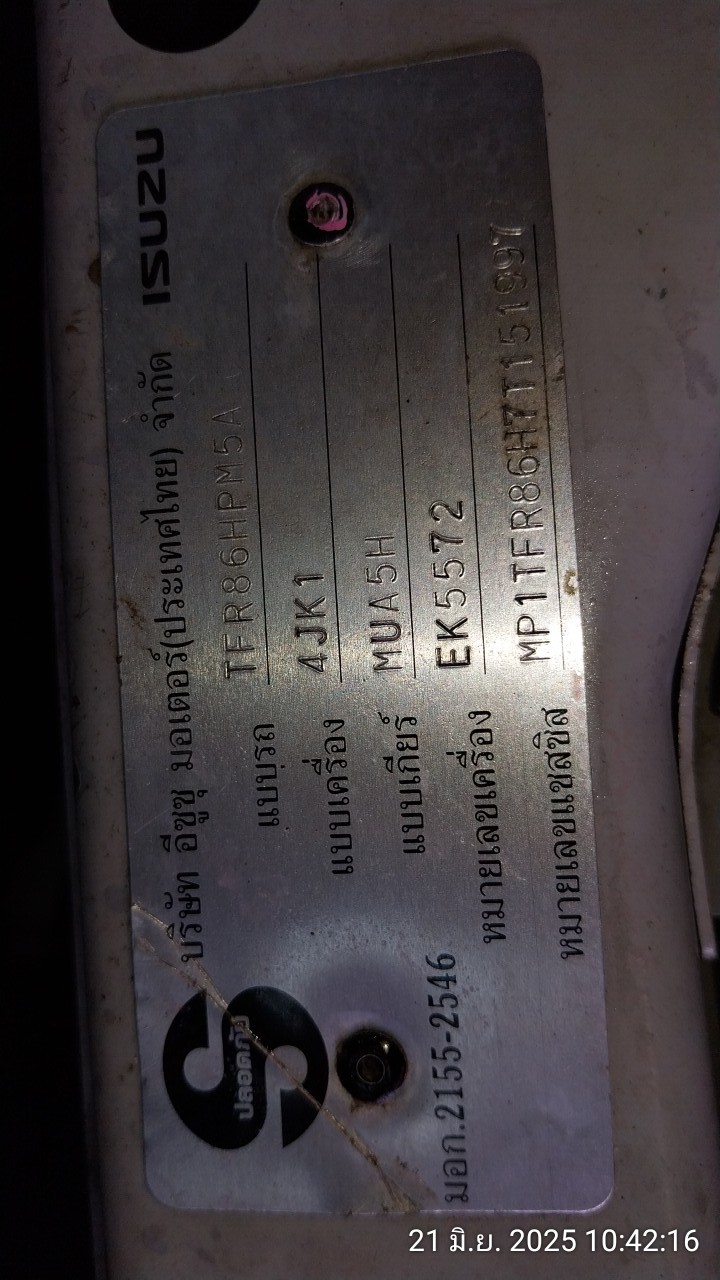 บริษัท อีซูซุ มอเตอร์(ประเทศไทย) จำกัด ISUZU
ปลอดภัย
แบบรถ TFR86HPM5A
แบบเครื่อง 4JK1
แบบเกียร์ MUA5H
หมายเลขเครื่อง EK5572
หมายเลขแชสซิส MP1TFR86H7T151997
มอก.2155-2546
21 มิ.ย. 2025 10:42:16